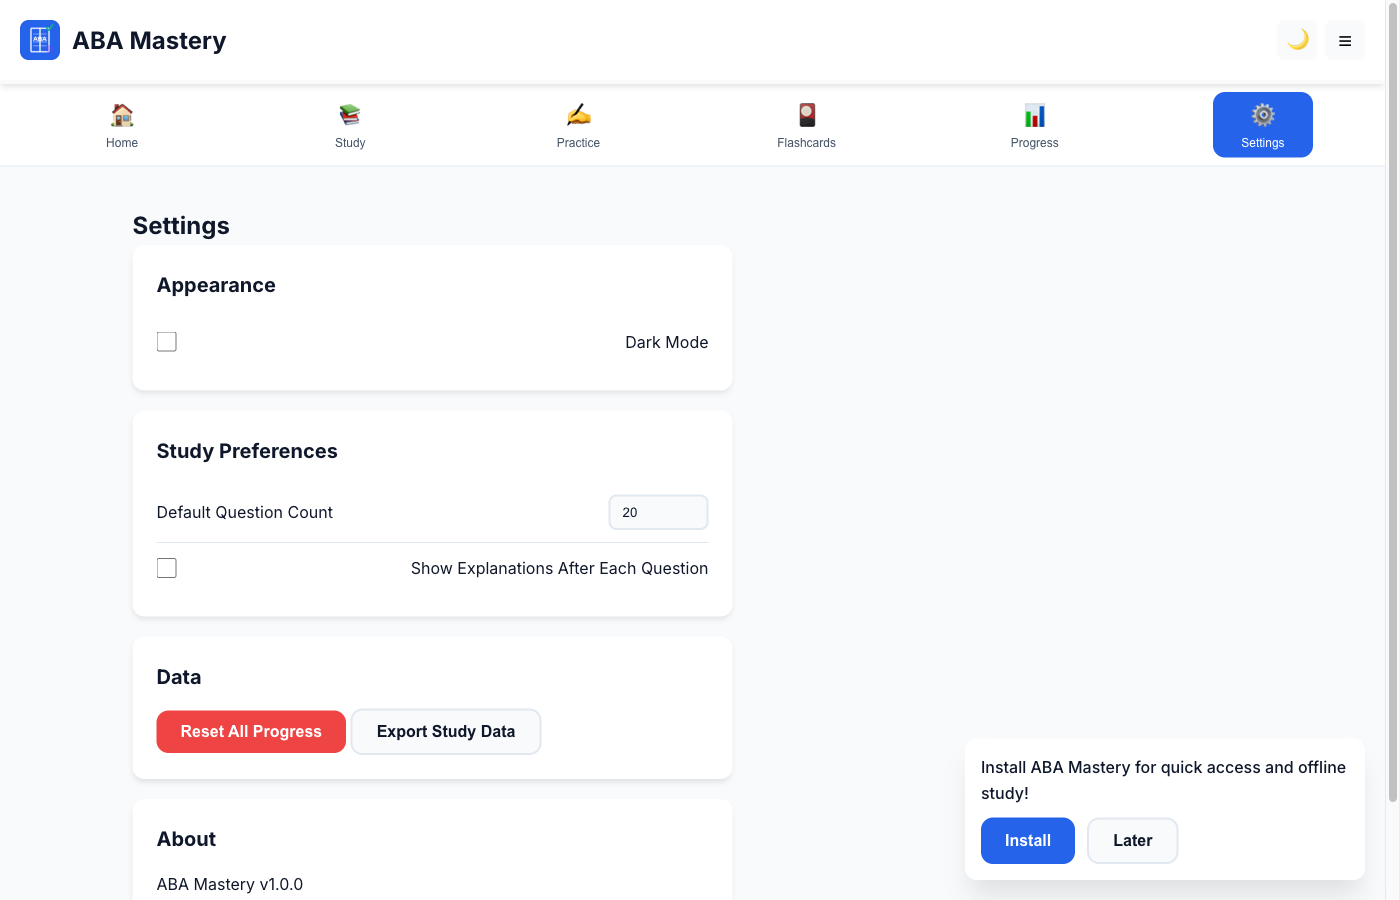 ABA
ABA Mastery
Home
Study
Practice
Flashcards
Progress
Settings
Settings
Appearance
Dark Mode
Study Preferences
Default Question Count
20
Show Explanations After Each Question
Data
Reset All Progress
Export Study Data
About
ABA Mastery v1.0.0
Install ABA Mastery for quick access and offline
study!
Install
Later